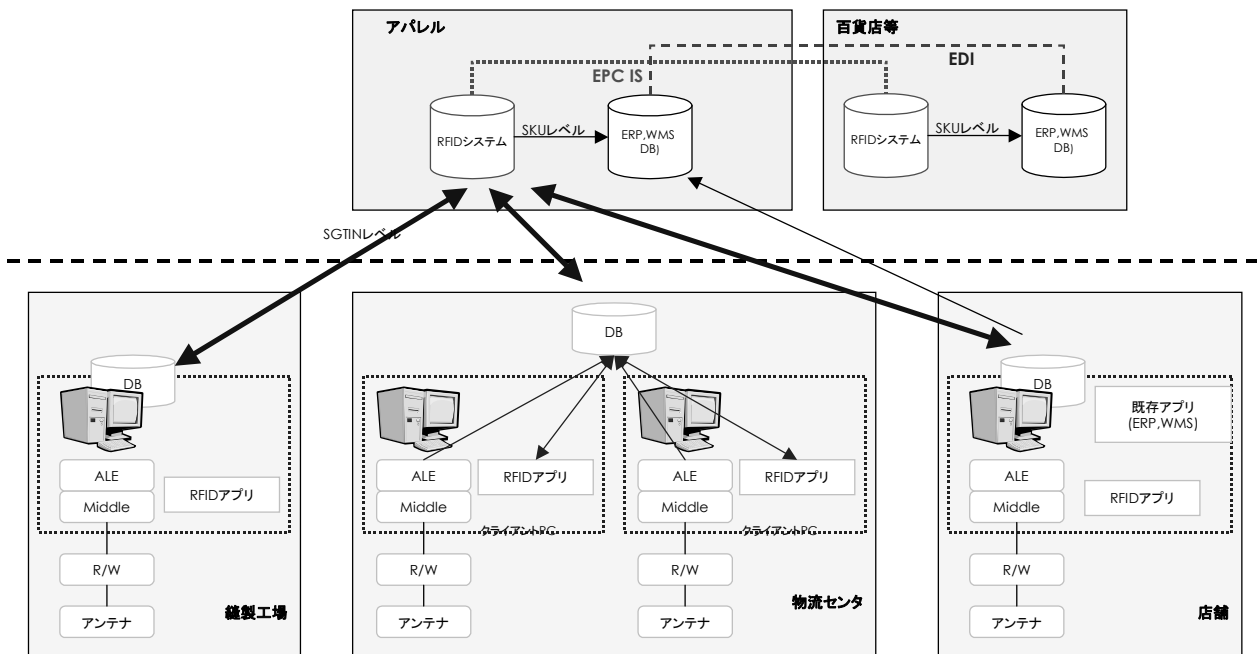 アパレル
百貨店等
EPC IS
EDI
RFIDシステム
SKUレベル
ERP,WMS
DB)
RFIDシステム
SKUレベル
ERP,WMS
DB)
SGTINレベル
DB
ALE
Middle
RFIDアプリ
R/W
アンテナ
縫製工場
DB
ALE
Middle
RFIDアプリ
クライアントPC
R/W
アンテナ
ALE
Middle
RFIDアプリ
クライアントPC
R/W
アンテナ
物流センタ
DB
既存アプリ
(ERP,WMS)
ALE
Middle
RFIDアプリ
R/W
アンテナ
店舗